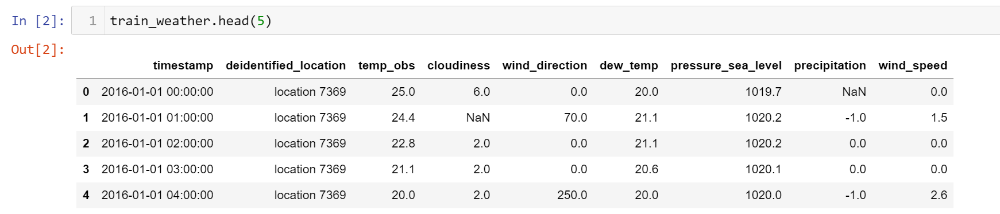 In [2]: 1 train_weather.head(5)
Out[2]:
timestamp deidentified_location temp_obs cloudiness wind_direction dew_temp pressure_sea_level precipitation wind_speed
0 2016-01-01 00:00:00 location 7369 25.0 6.0 0.0 20.0 1019.7 NaN 0.0
1 2016-01-01 01:00:00 location 7369 24.4 NaN 70.0 21.1 1020.2 -1.0 1.5
2 2016-01-01 02:00:00 location 7369 22.8 2.0 0.0 21.1 1020.2 0.0 0.0
3 2016-01-01 03:00:00 location 7369 21.1 2.0 0.0 20.6 1020.1 0.0 0.0
4 2016-01-01 04:00:00 location 7369 20.0 2.0 250.0 20.0 1020.0 -1.0 2.6